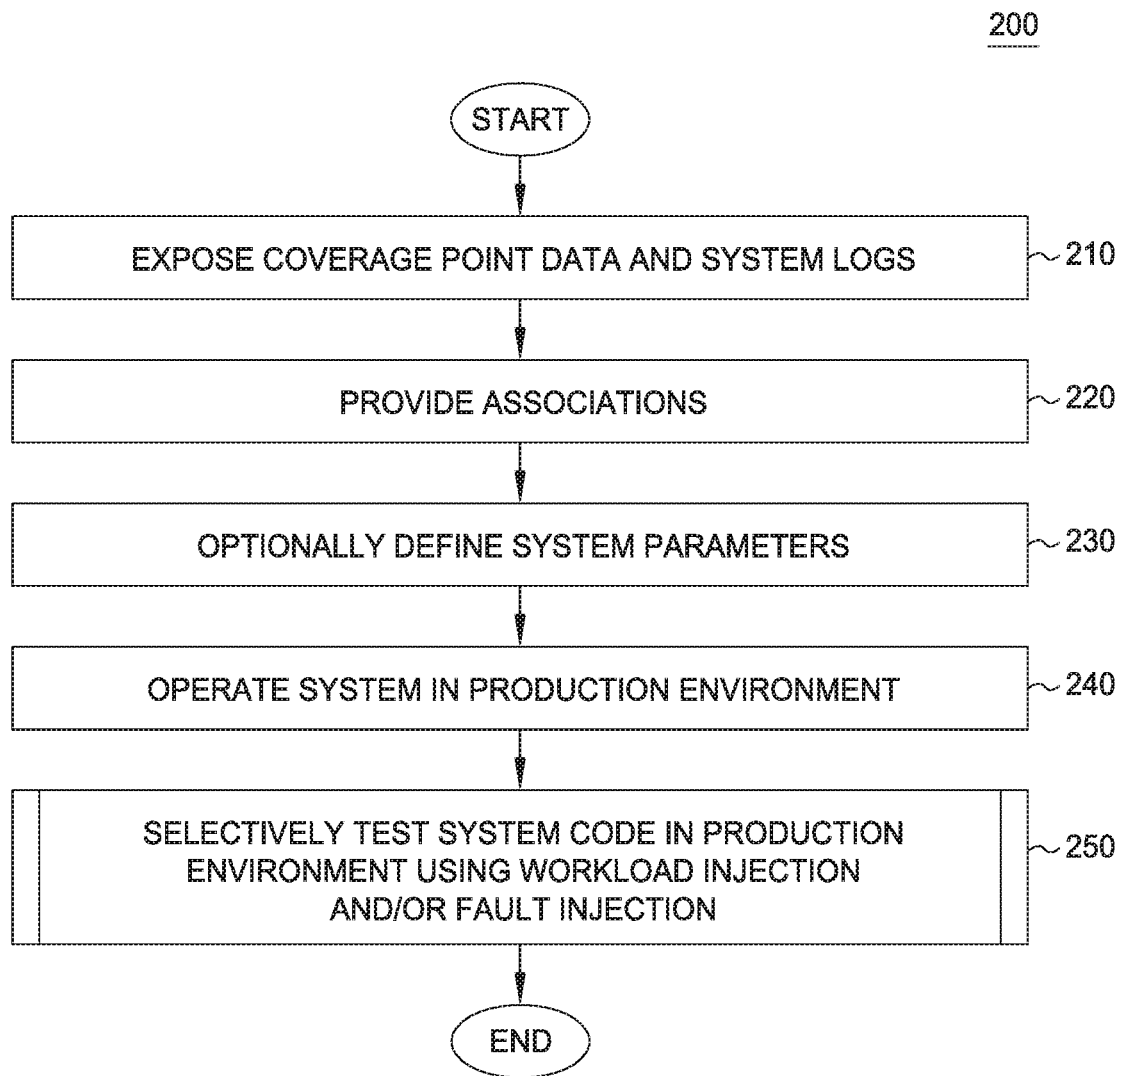 200
START
EXPOSE COVERAGE POINT DATA AND SYSTEM LOGS
210
PROVIDE ASSOCIATIONS
220
OPTIONALLY DEFINE SYSTEM PARAMETERS
230
OPERATE SYSTEM IN PRODUCTION ENVIRONMENT
240
SELECTIVELY TEST SYSTEM CODE IN PRODUCTION
ENVIRONMENT USING WORKLOAD INJECTION
AND/OR FAULT INJECTION
250
END